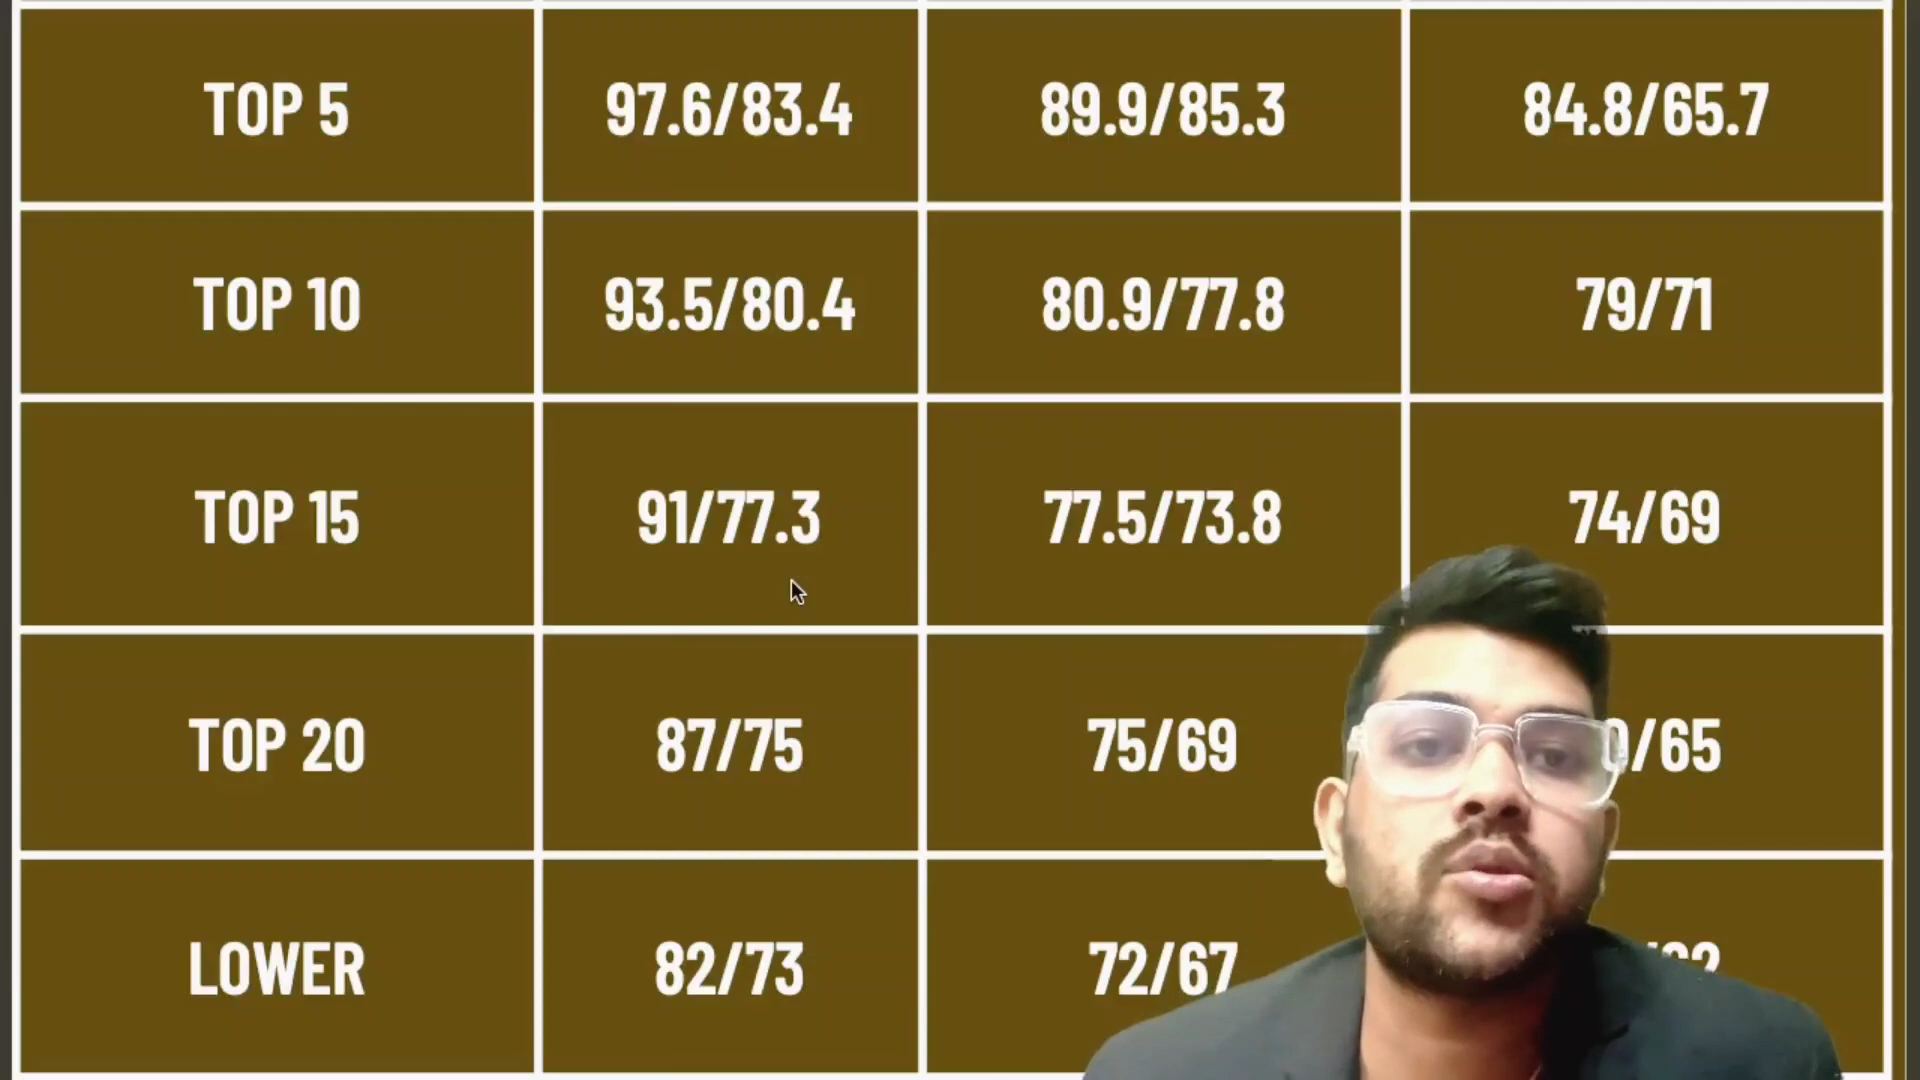 TOP 5 97.6/83.4 89.9/85.3 84.8/65.7
TOP 10 93.5/80.4 80.9/77.8 79/71
TOP 15 91/77.3 77.5/73.8 74/69
TOP 20 87/75 75/69 /65
LOWER 82/73 72/67